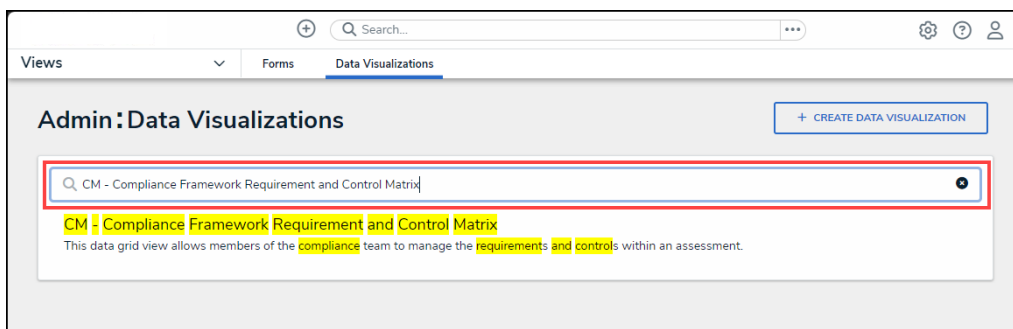 Search...
Views Forms Data Visualizations
Admin:Data Visualizations + CREATE DATA VISUALIZATION
CM - Compliance Framework Requirement and Control Matrix
CM - Compliance Framework Requirement and Control Matrix
This data grid view allows members of the compliance team to manage the requirements and controls within an assessment.